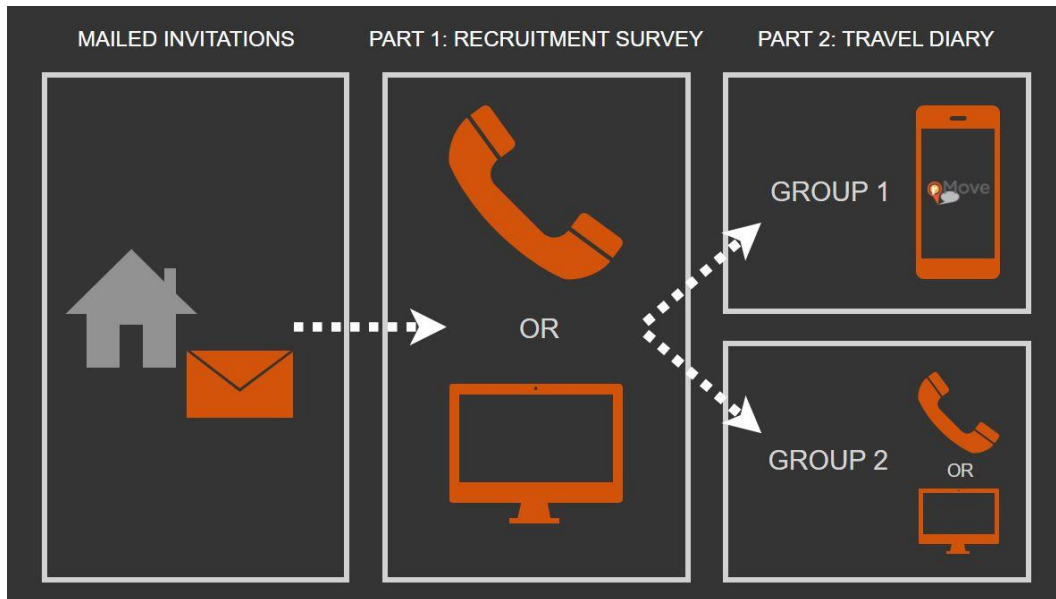 MAILED INVITATIONS
PART 1: RECRUITMENT SURVEY
PART 2: TRAVEL DIARY
OR
GROUP 1
Move
GROUP 2
OR